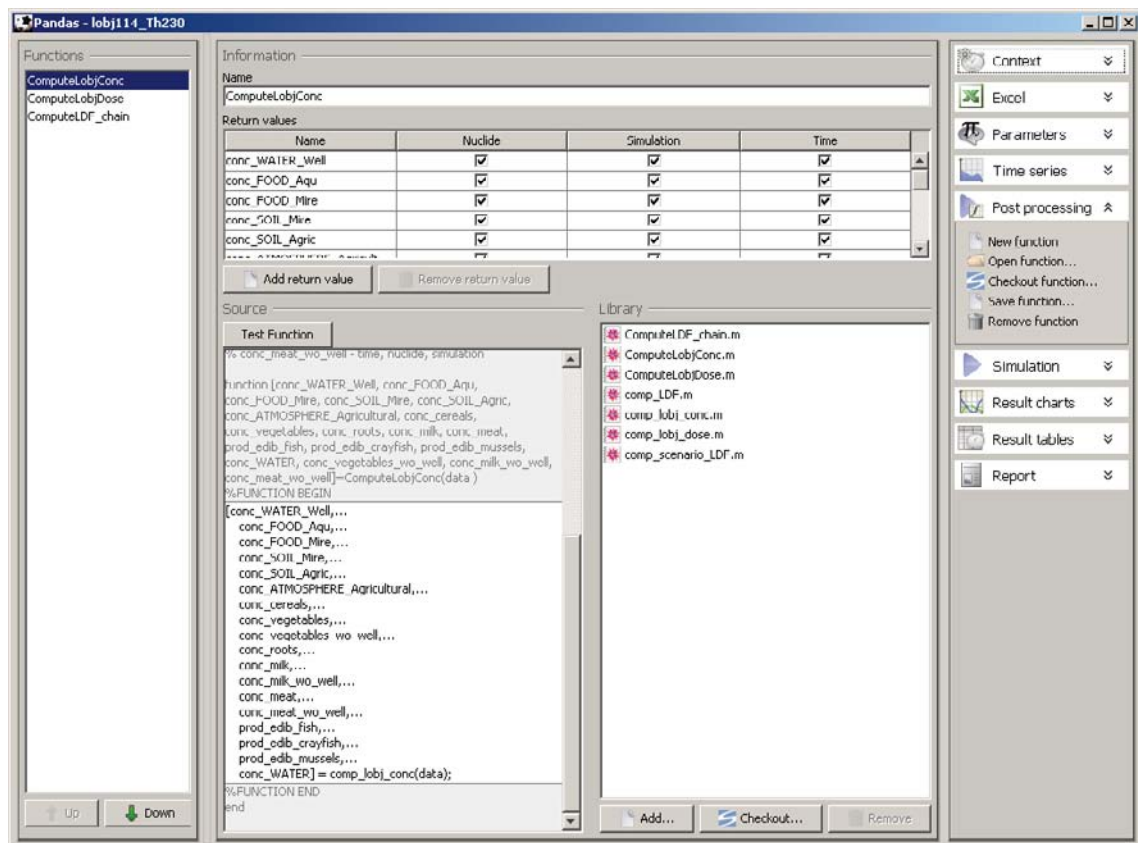 Pandas - lobj114_Th230
Functions
ComputeLobjConc
ComputeLobjDose
ComputeLDF_chain
Up
Down
Information
Name
ComputeLobjConc
Return values
Name Nuclide Simulation Time
conc_WATER_Well
conc_FOOD_Aqu
conc_FOOD_Mire
conc_SOIL_Mire
conc_SOIL_Agric
Add return value
Remove return value
Source
Test Function
% conc_meat_wo_well - time, nuclide, simulation
function [conc_WATER_Well, conc_FOOD_Aqu,
conc_FOOD_Mire, conc_SOIL_Mire, conc_SOIL_Agric,
conc_ATMOSPHERE_Agricultural, conc_cereals,
conc_vegetables, conc_roots, conc_milk, conc_meat,
prod_edib_fish, prod_edib_crayfish, prod_edib_mussels,
conc_WATER, conc_vegetables_wo_well, conc_milk_wo_well,
conc_meat_wo_well]=ComputeLobjConc(data )
%FUNCTION BEGIN
[conc_WATER_Well,...
conc_FOOD_Aqu,...
conc_FOOD_Mire,...
conc_SOIL_Mire,...
conc_SOIL_Agric,...
conc_ATMOSPHERE_Agricultural,...
conc_cereals,...
conc_vegetables,...
conc_vegetables_wo_well,...
conc_roots,...
conc_milk,...
conc_milk_wo_well,...
conc_meat,...
conc_meat_wo_well,...
prod_edib_fish,...
prod_edib_crayfish,...
prod_edib_mussels,...
conc_WATER] = comp_lobj_conc(data);
%FUNCTION END
end
Library
ComputeLDF_chain.m
ComputeLobjConc.m
ComputeLobjDose.m
comp_LDF.m
comp_lobj_conc.m
comp_lobj_dose.m
comp_scenario_LDF.m
Add...
Checkout...
Remove
Context
Excel
Parameters
Time series
Post processing
New function
Open function...
Checkout function...
Save function...
Remove function
Simulation
Result charts
Result tables
Report